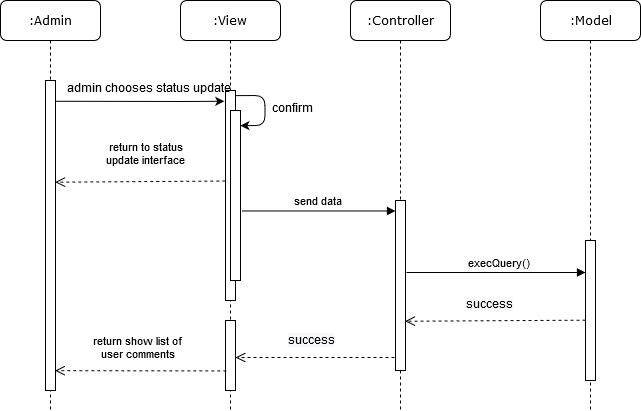 :Admin
:View
:Controller
:Model
admin chooses status update
confirm
return to status
update interface
send data
execQuery()
success
success
return show list of
user comments